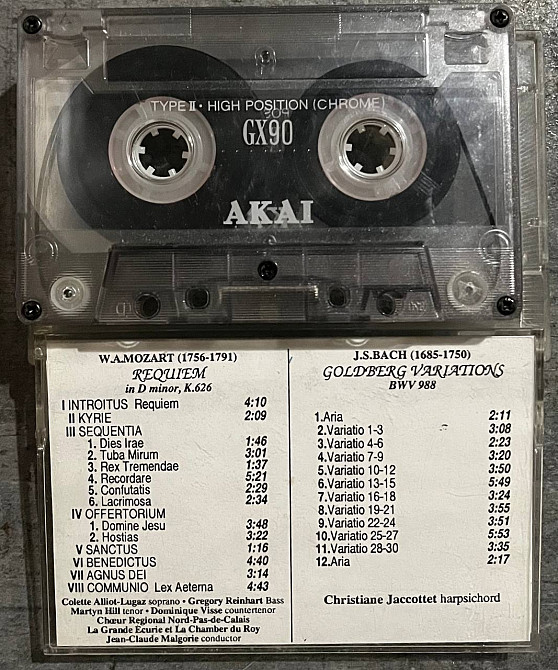 TYPE II • HIGH POSITION (CHROME)
GX90
AKAI
W.A.MOZART (1756-1791)
REQUIEM
in D minor, K.626
I INTROITUS Requiem 4:10
II KYRIE 2:09
III SEQUENTIA
1. Dies Irae 1:46
2. Tuba Mirum 3:01
3. Rex Tremendae 1:37
4. Recordare 5:21
5. Confutatis 2:29
6. Lacrimosa 2:34
IV OFFERTORIUM
1. Domine Jesu 3:48
2. Hostias 3:22
V SANCTUS 1:16
VI BENEDICTUS 4:40
VII AGNUS DEI 3:14
VIII COMMUNIO Lex Aeterna 4:43
Colette Alliot-Lugaz soprano • Gregory Reinhart Bass
Martyn Hill tenor • Dominique Visse countertenor
Chœur Regional Nord-Pas-de-Calais
La Grande Ecurie et La Chamber du Roy
Jean-Claude Malgorie conductor
J.S.BACH (1685-1750)
GOLDBERG VARIATIONS
BWV 988
1.Aria 2:11
2.Variatio 1-3 3:08
3.Variatio 4-6 2:23
4.Variatio 7-9 3:20
5.Variatio 10-12 3:50
6.Variatio 13-15 5:49
7.Variatio 16-18 3:24
8.Variatio 19-21 3:55
9.Variatio 22-24 3:51
10.Variatio 25-27 5:53
11.Variatio 28-30 3:35
12.Aria 2:17
Christiane Jaccottet harpsichord